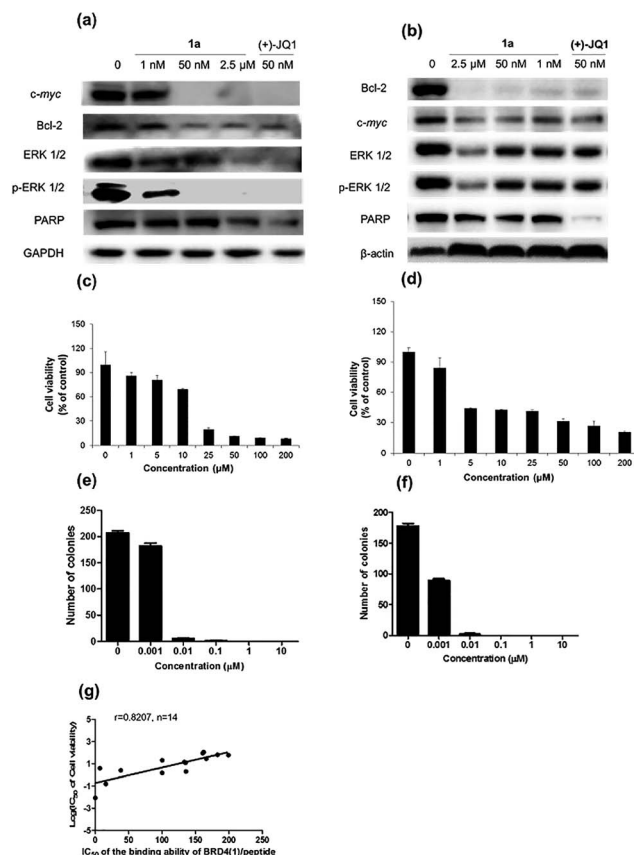 (a)
1a (+)-JQ1
0 1 nM 50 nM 2.5 µM 50 nM
c-myc
Bcl-2
ERK 1/2
p-ERK 1/2
PARP
GAPDH
(b)
1a (+)-JQ1
0 2.5 µM 50 nM 1 nM 50 nM
Bcl-2
c-myc
ERK 1/2
p-ERK 1/2
PARP
β-actin
(c)
Cell viability
(% of control)
150
120
90
60
30
0
0 1 5 10 25 50 100 200
Concentration (µM)
(d)
Cell viability
(% of control)
150
120
90
60
30
0
0 1 5 10 25 50 100 200
Concentration (µM)
(e)
Number of colonies
250
200
150
100
50
0
0 0.001 0.01 0.1 1 10
Concentration (µM)
(f)
Number of colonies
200
150
100
50
0
0 0.001 0.01 0.1 1 10
Concentration (µM)
(g)
r=0.8207, n=14
Log(IC50 of Cell viability)
5
3
1
-1
-3
-5
0 50 100 150 200 250
IC50 of the binding ability of BRD4(1)/peptide